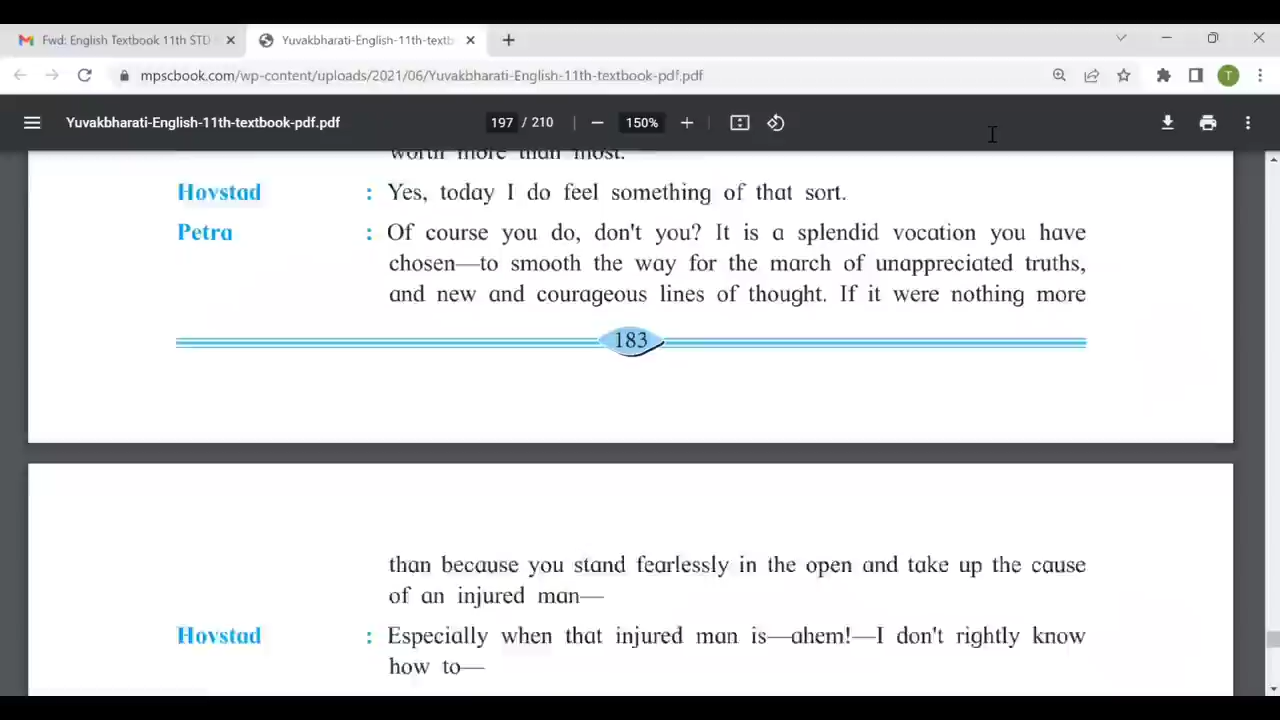 Fwd: English Textbook 11th STD
Yuvakbharati-English-11th-textb
mpscbook.com/wp-content/uploads/2021/06/Yuvakbharati-English-11th-textbook-pdf.pdf
T
Yuvakbharati-English-11th-textbook-pdf.pdf
197 / 210
150%
worth more than most.
Hovstad : Yes, today I do feel something of that sort.
Petra : Of course you do, don't you? It is a splendid vocation you have
chosen—to smooth the way for the march of unappreciated truths,
and new and courageous lines of thought. If it were nothing more
183
than because you stand fearlessly in the open and take up the cause
of an injured man—
Hovstad : Especially when that injured man is—ahem!—I don't rightly know
how to—